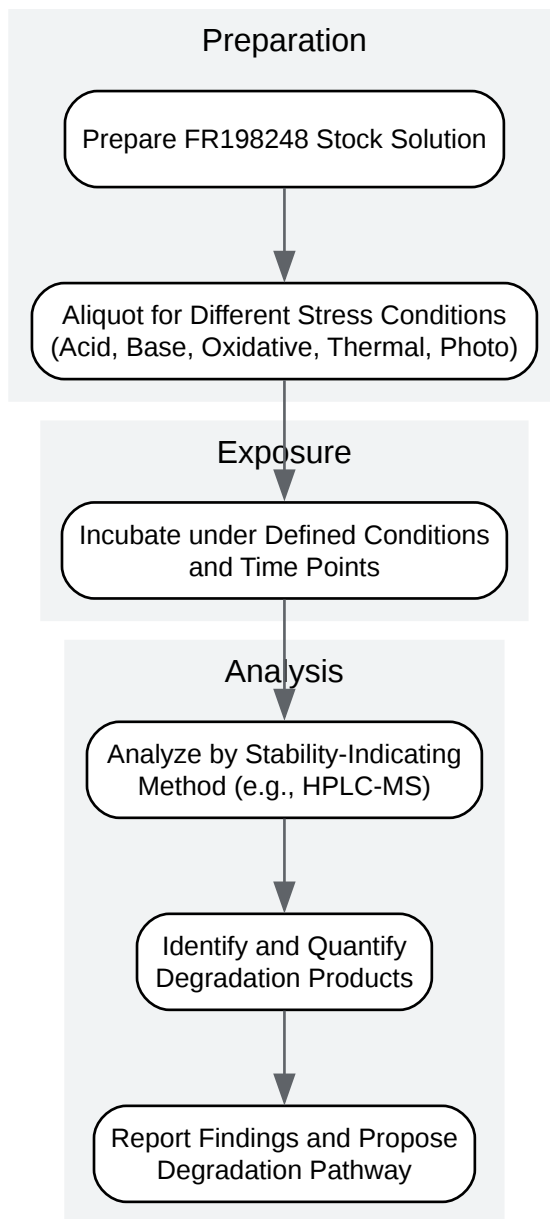 Preparation
Prepare FR198248 Stock Solution
Aliquot for Different Stress Conditions
(Acid, Base, Oxidative, Thermal, Photo)
Exposure
Incubate under Defined Conditions
and Time Points
Analysis
Analyze by Stability-Indicating
Method (e.g., HPLC-MS)
Identify and Quantify
Degradation Products
Report Findings and Propose
Degradation Pathway